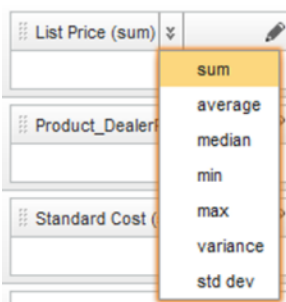 List Price (sum)
sum
average
Product_Dealer
median
min
max
Standard Cost (
variance
std dev